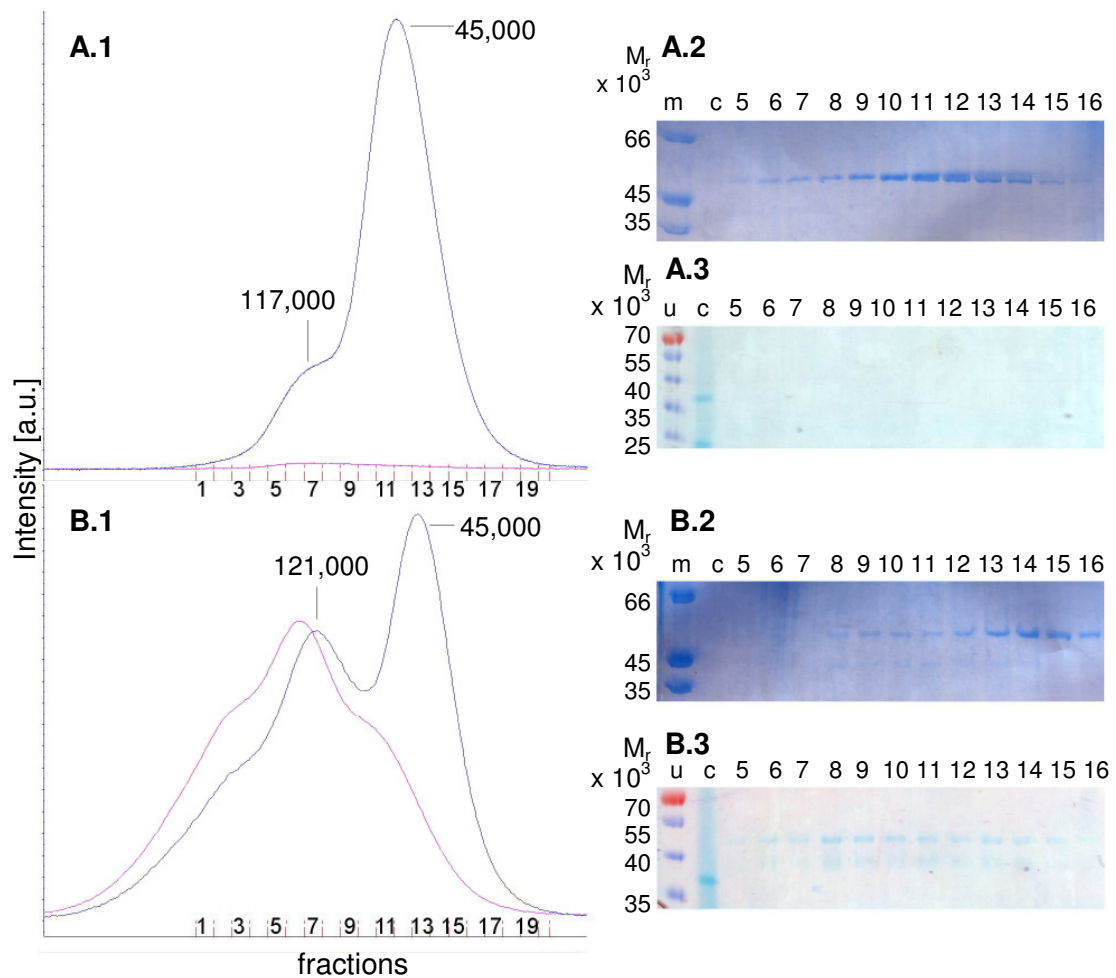 A.1
45,000
117,000
1 3 5 7 9 11 13 15 17 19
Intensity [a.u.]
B.1
45,000
121,000
1 3 5 7 9 11 13 15 17 19
fractions
Mr
x 10³
A.2
m c 5 6 7 8 9 10 11 12 13 14 15 16
66
45
35
Mr
x 10³
A.3
u c 5 6 7 8 9 10 11 12 13 14 15 16
70
55
40
35
25
Mr
x 10³
B.2
m c 5 6 7 8 9 10 11 12 13 14 15 16
66
45
35
Mr
x 10³
B.3
u c 5 6 7 8 9 10 11 12 13 14 15 16
70
55
40
35